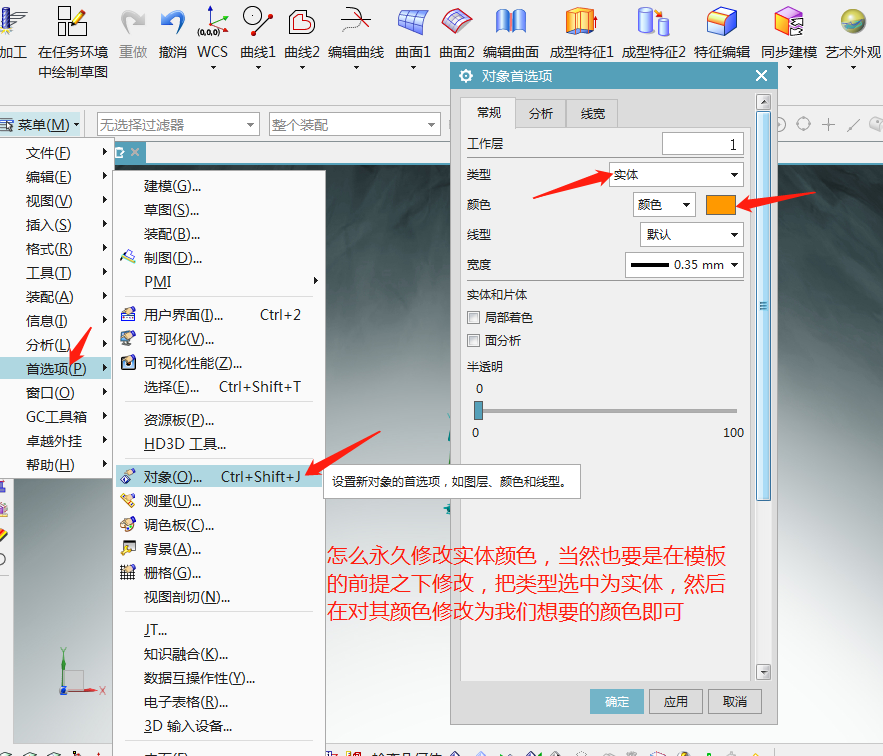 加工
在任务环境
中绘制草图
重做
撤消
WCS
曲线1
曲线2
编辑曲线
曲面1
曲面2
编辑曲面
成型特征1
成型特征2
特征编辑
同步建模
艺术外观
(0,0,0)
菜单(M)
无选择过滤器
整个装配
文件(F)
编辑(E)
视图(V)
插入(S)
格式(R)
工具(T)
装配(A)
信息(I)
分析(L)
首选项(P)
窗口(O)
GC工具箱
卓越外挂
帮助(H)
建模(G)...
草图(S)...
装配(B)...
制图(D)...
PMI
用户界面(I)... Ctrl+2
可视化(V)...
可视化性能(Z)...
选择(E)... Ctrl+Shift+T
资源板(P)...
HD3D 工具...
对象(O)... Ctrl+Shift+J
测量(U)...
调色板(C)...
背景(A)...
栅格(G)...
视图剖切(N)...
JT...
知识融合(K)...
数据互操作性(Y)...
电子表格(R)...
3D 输入设备...
设置新对象的首选项，如图层、颜色和线型。
对象首选项
常规
分析
线宽
工作层 1
类型 实体
颜色 颜色
线型 默认
宽度 0.35 mm
实体和片体
局部着色
面分析
半透明
0
0 100
确定
应用
取消
怎么永久修改实体颜色，当然也要是在模板
的前提之下修改，把类型选中为实体，然后
在对其颜色修改为我们想要的颜色即可
Y
X